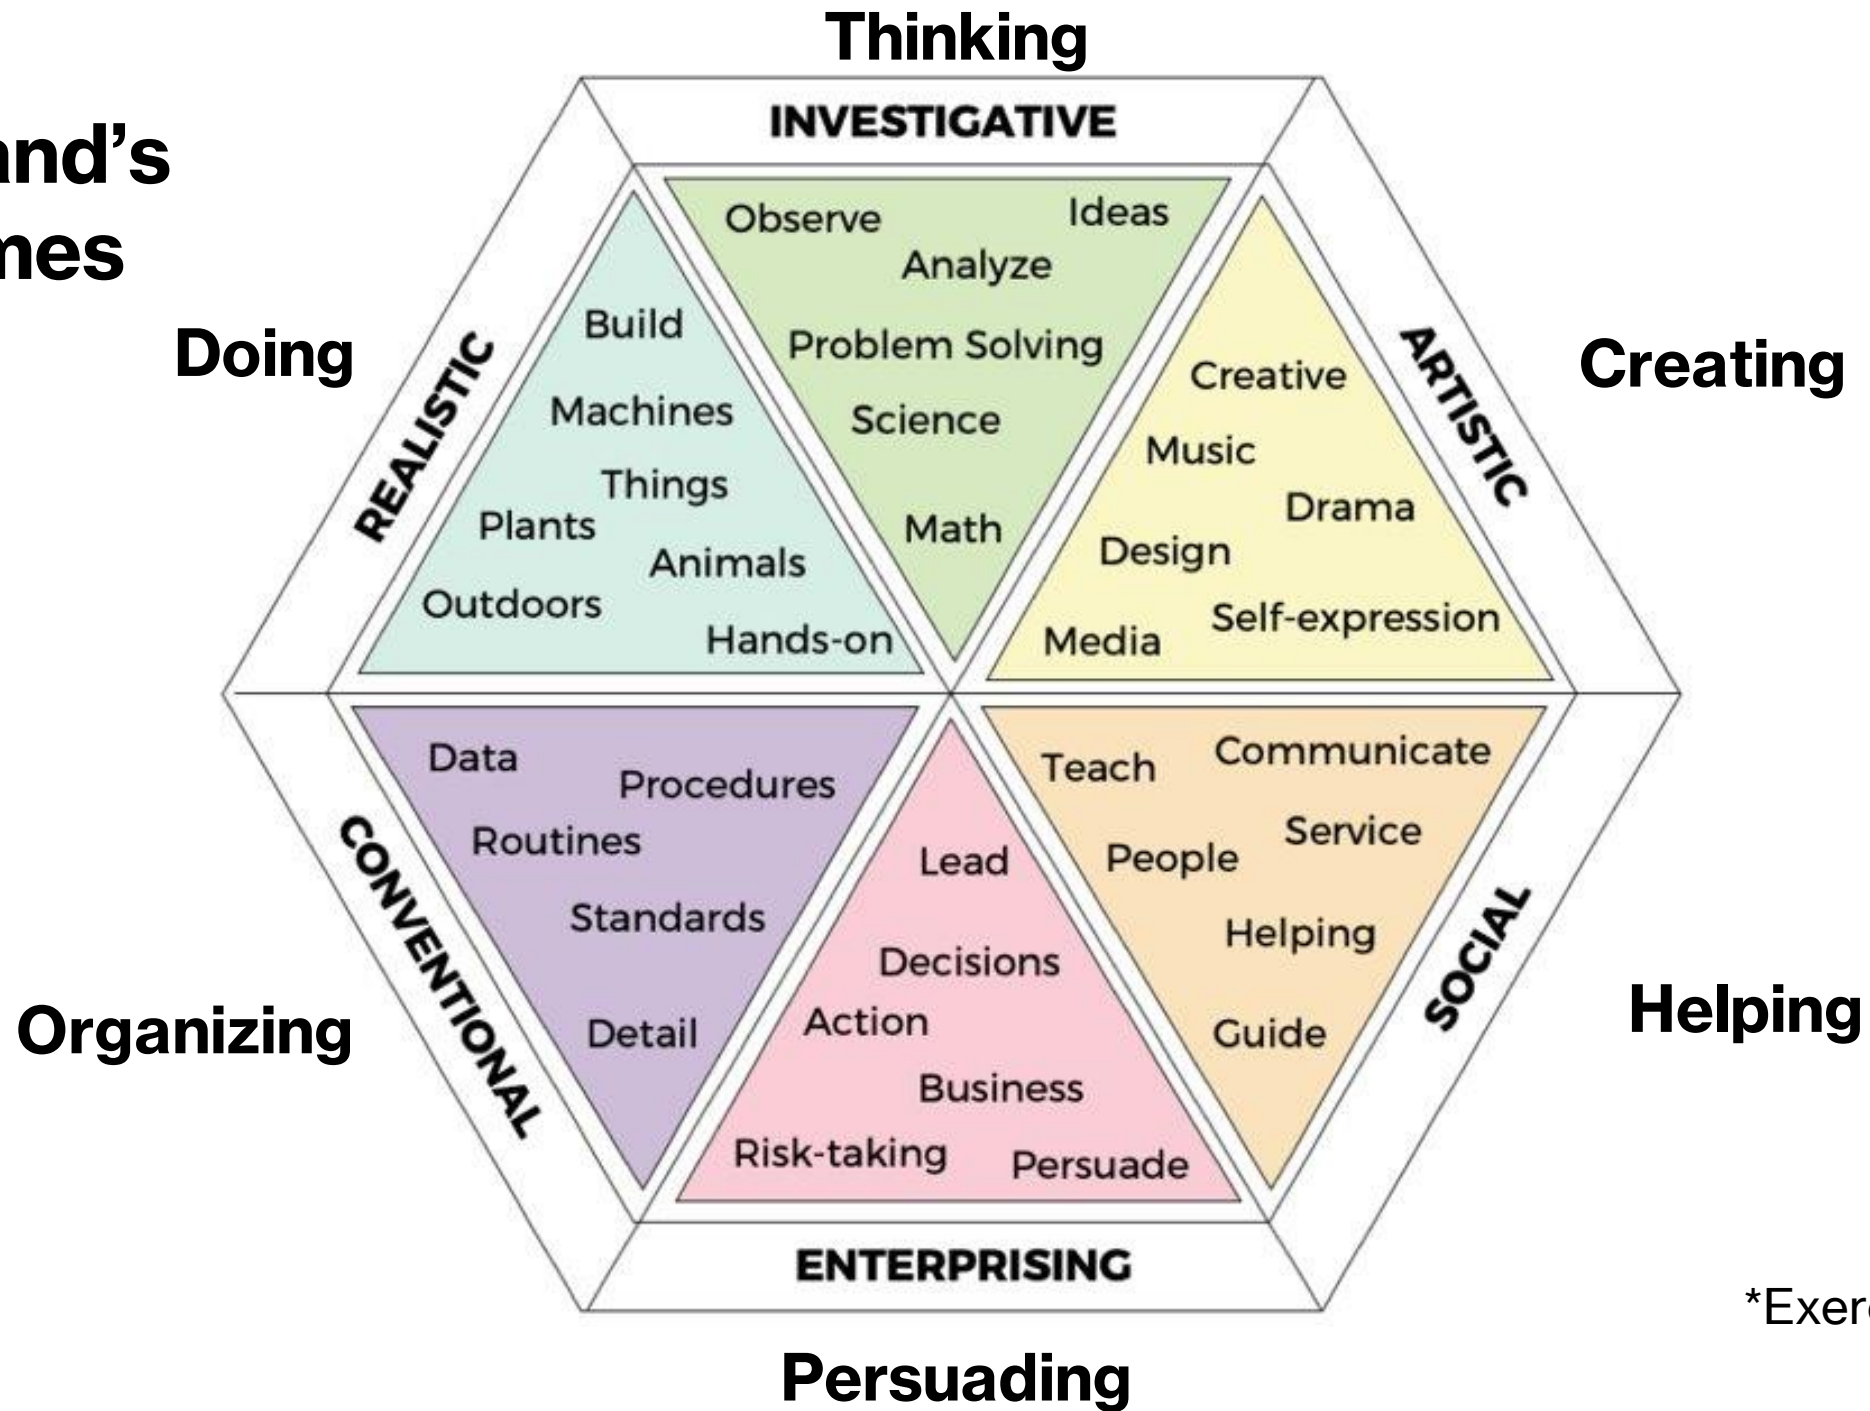 Thinking
and's
mes
Doing
Creating
Organizing
Helping
Persuading
INVESTIGATIVE
Observe
Ideas
Analyze
Problem Solving
Science
Math
REALISTIC
Build
Machines
Things
Plants
Animals
Outdoors
Hands-on
ARTISTIC
Creative
Music
Drama
Design
Self-expression
Media
CONVENTIONAL
Data
Procedures
Routines
Standards
Detail
ENTERPRISING
Lead
Decisions
Action
Business
Risk-taking
Persuade
SOCIAL
Teach
Communicate
Service
People
Helping
Guide
*Exer